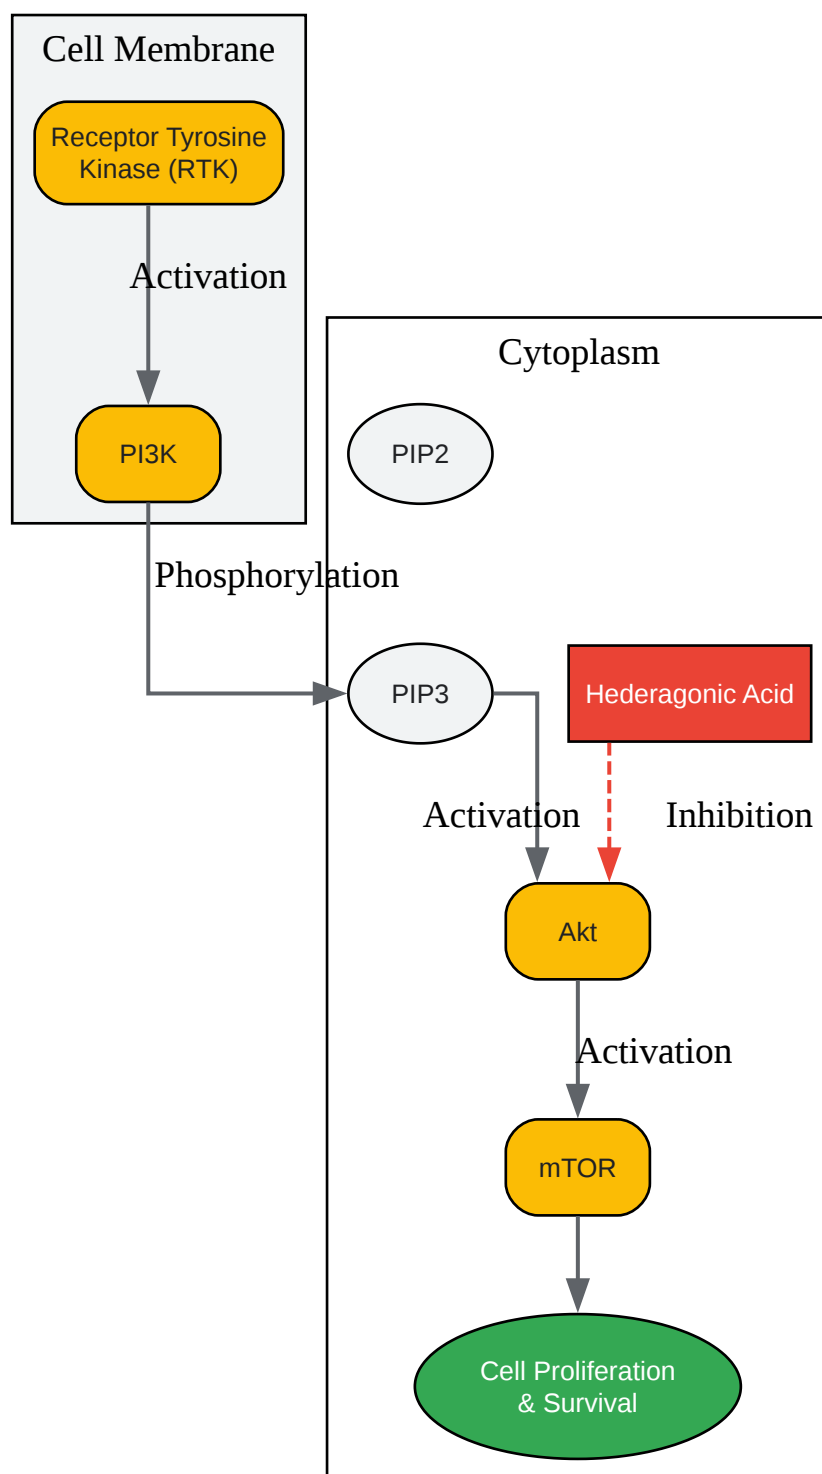 Cell Membrane
Receptor Tyrosine
Kinase (RTK)
Activation
Cytoplasm
PI3K
PIP2
Phosphorylation
PIP3
Hederagonic Acid
Activation
Inhibition
Akt
Activation
mTOR
Cell Proliferation
& Survival